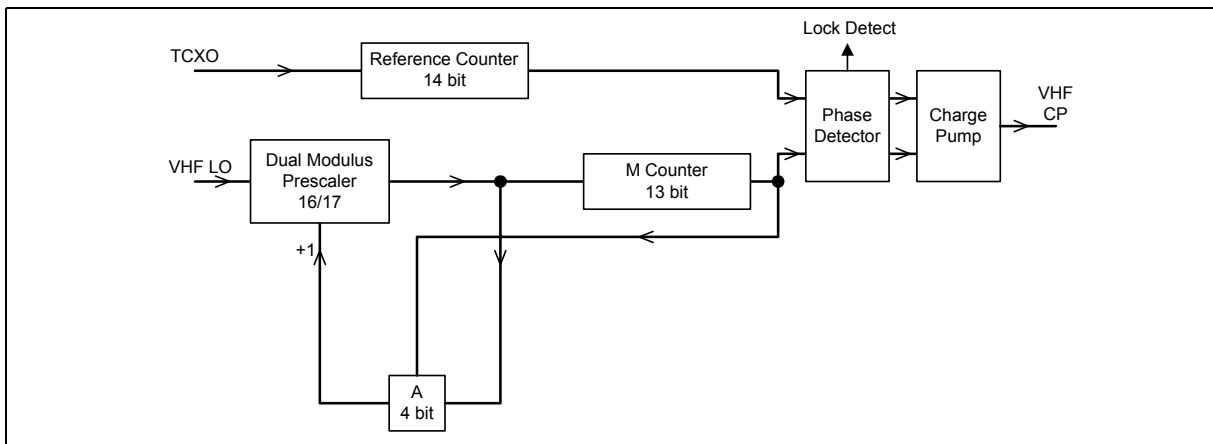 Lock Detect
TCXO
Reference Counter
14 bit
VHF
CP
Phase
Detector
Charge
Pump
VHF LO
Dual Modulus
Prescaler
16/17
M Counter
13 bit
+1
A
4 bit